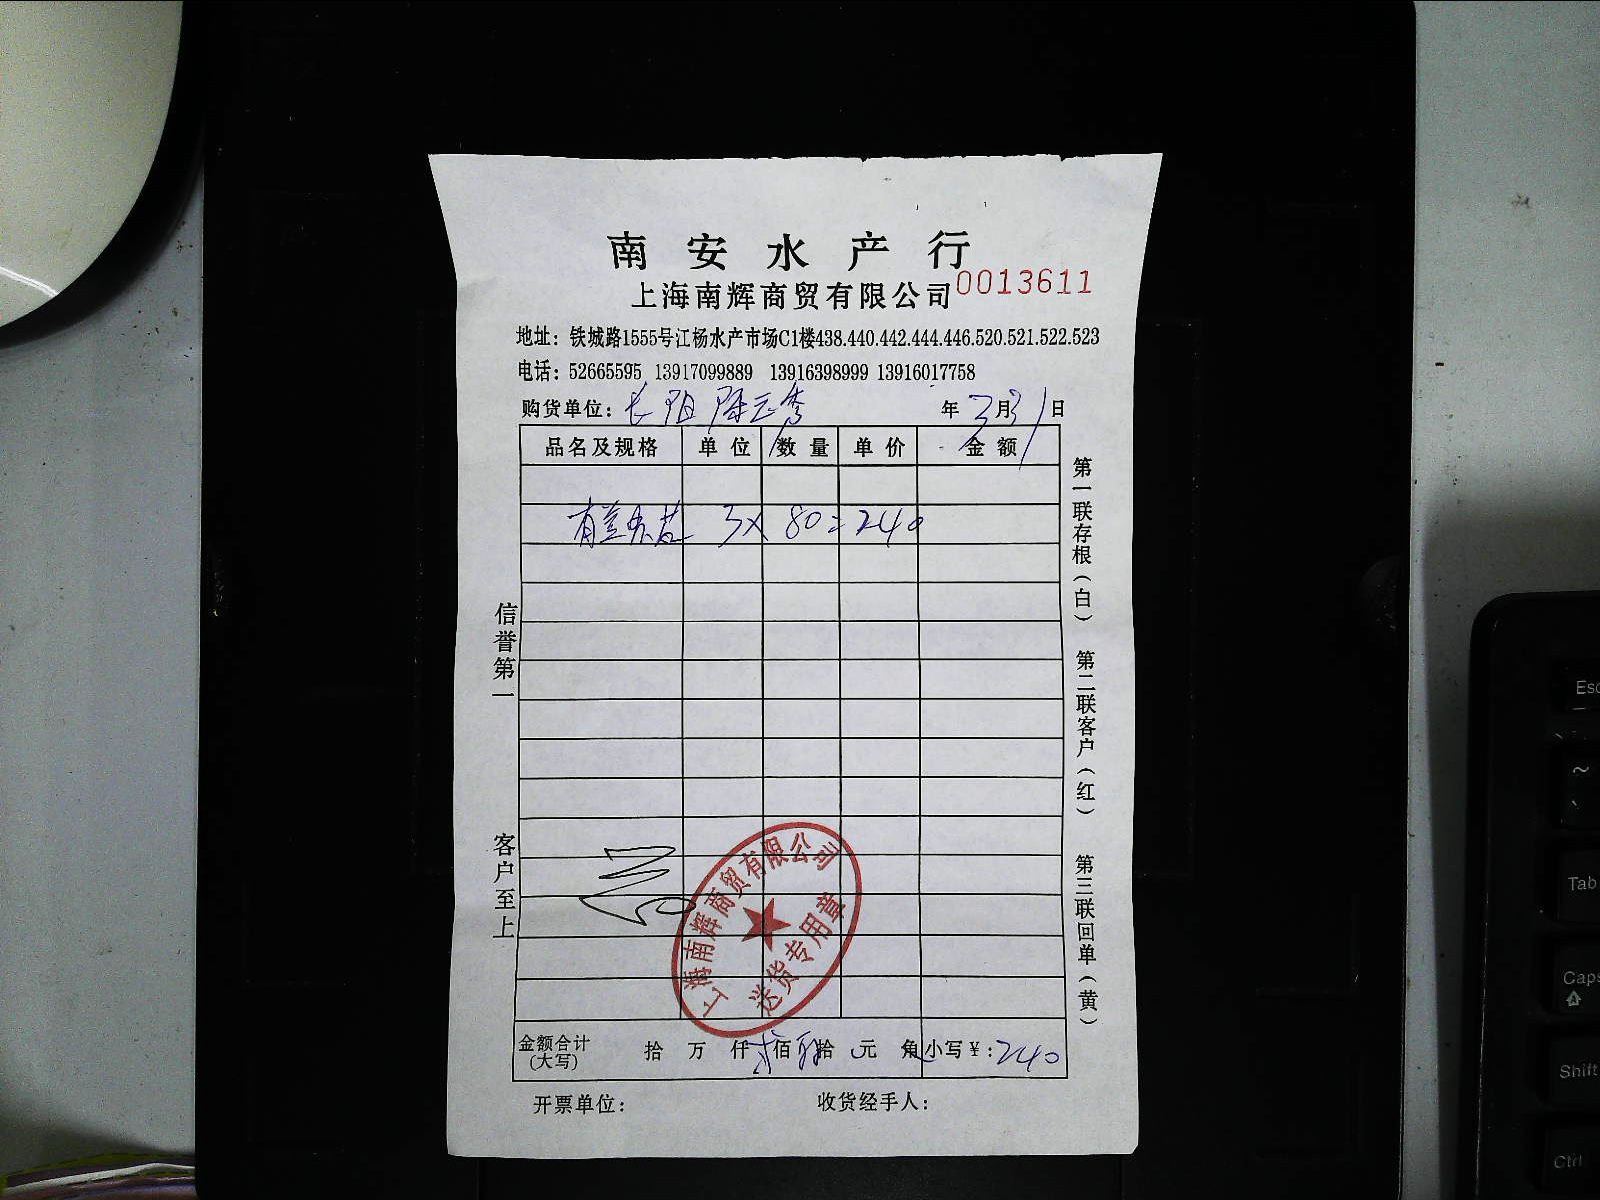 南安水产行
上海南辉商贸有限公司 0013611
地址：铁城路1555号江杨水产市场C1楼438.440.442.444.446.520.521.522.523
电话：52665595 13917099889 13916398999 13916017758
购货单位：长阳 年3月31日
品名及规格 单位 数量 单价 金额
3× 80=240
信誉第一
客户至上
第一联存根（白）
第二联客户（红）
第三联回单（黄）
上海南辉商贸有限公司
送货专用章
金额合计（大写） 拾 万 仟 贰佰 肆拾 元 角 小写￥：240
开票单位： 收货经手人：
Esc
~
Tab
Caps
Shift
Ctrl